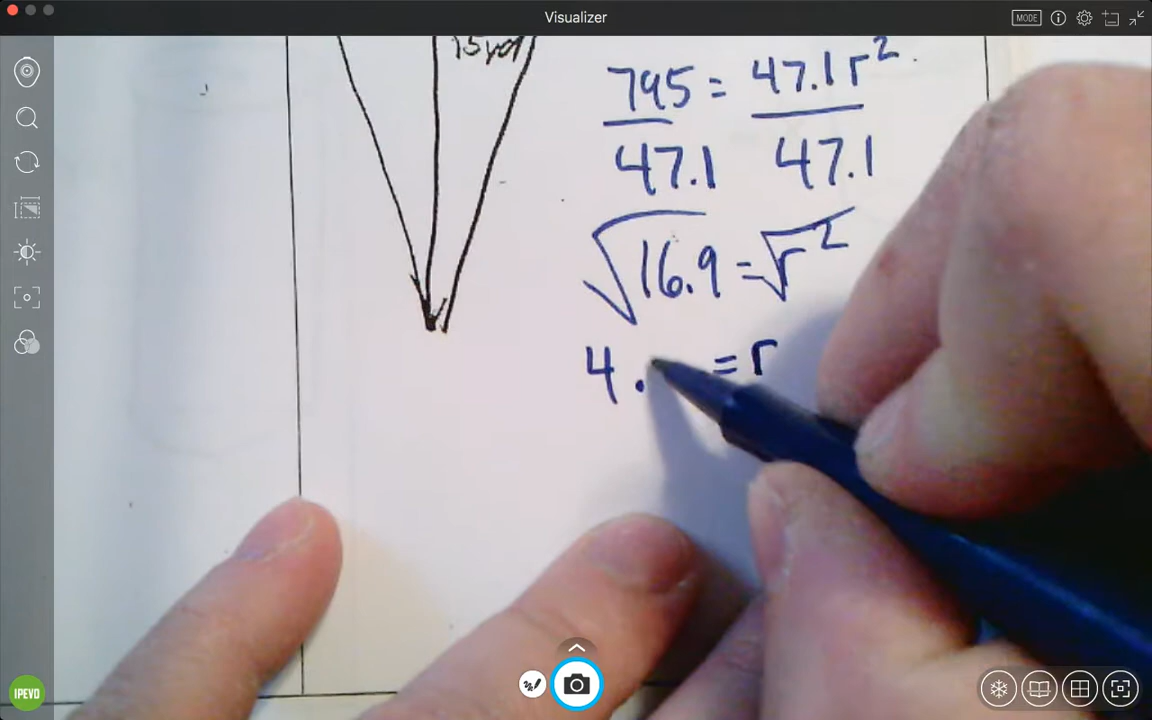 Visualizer
MODE
15yd
795 = 47.1r².
47.1 47.1
√16.9 = √r²
4. = r
IPEVO